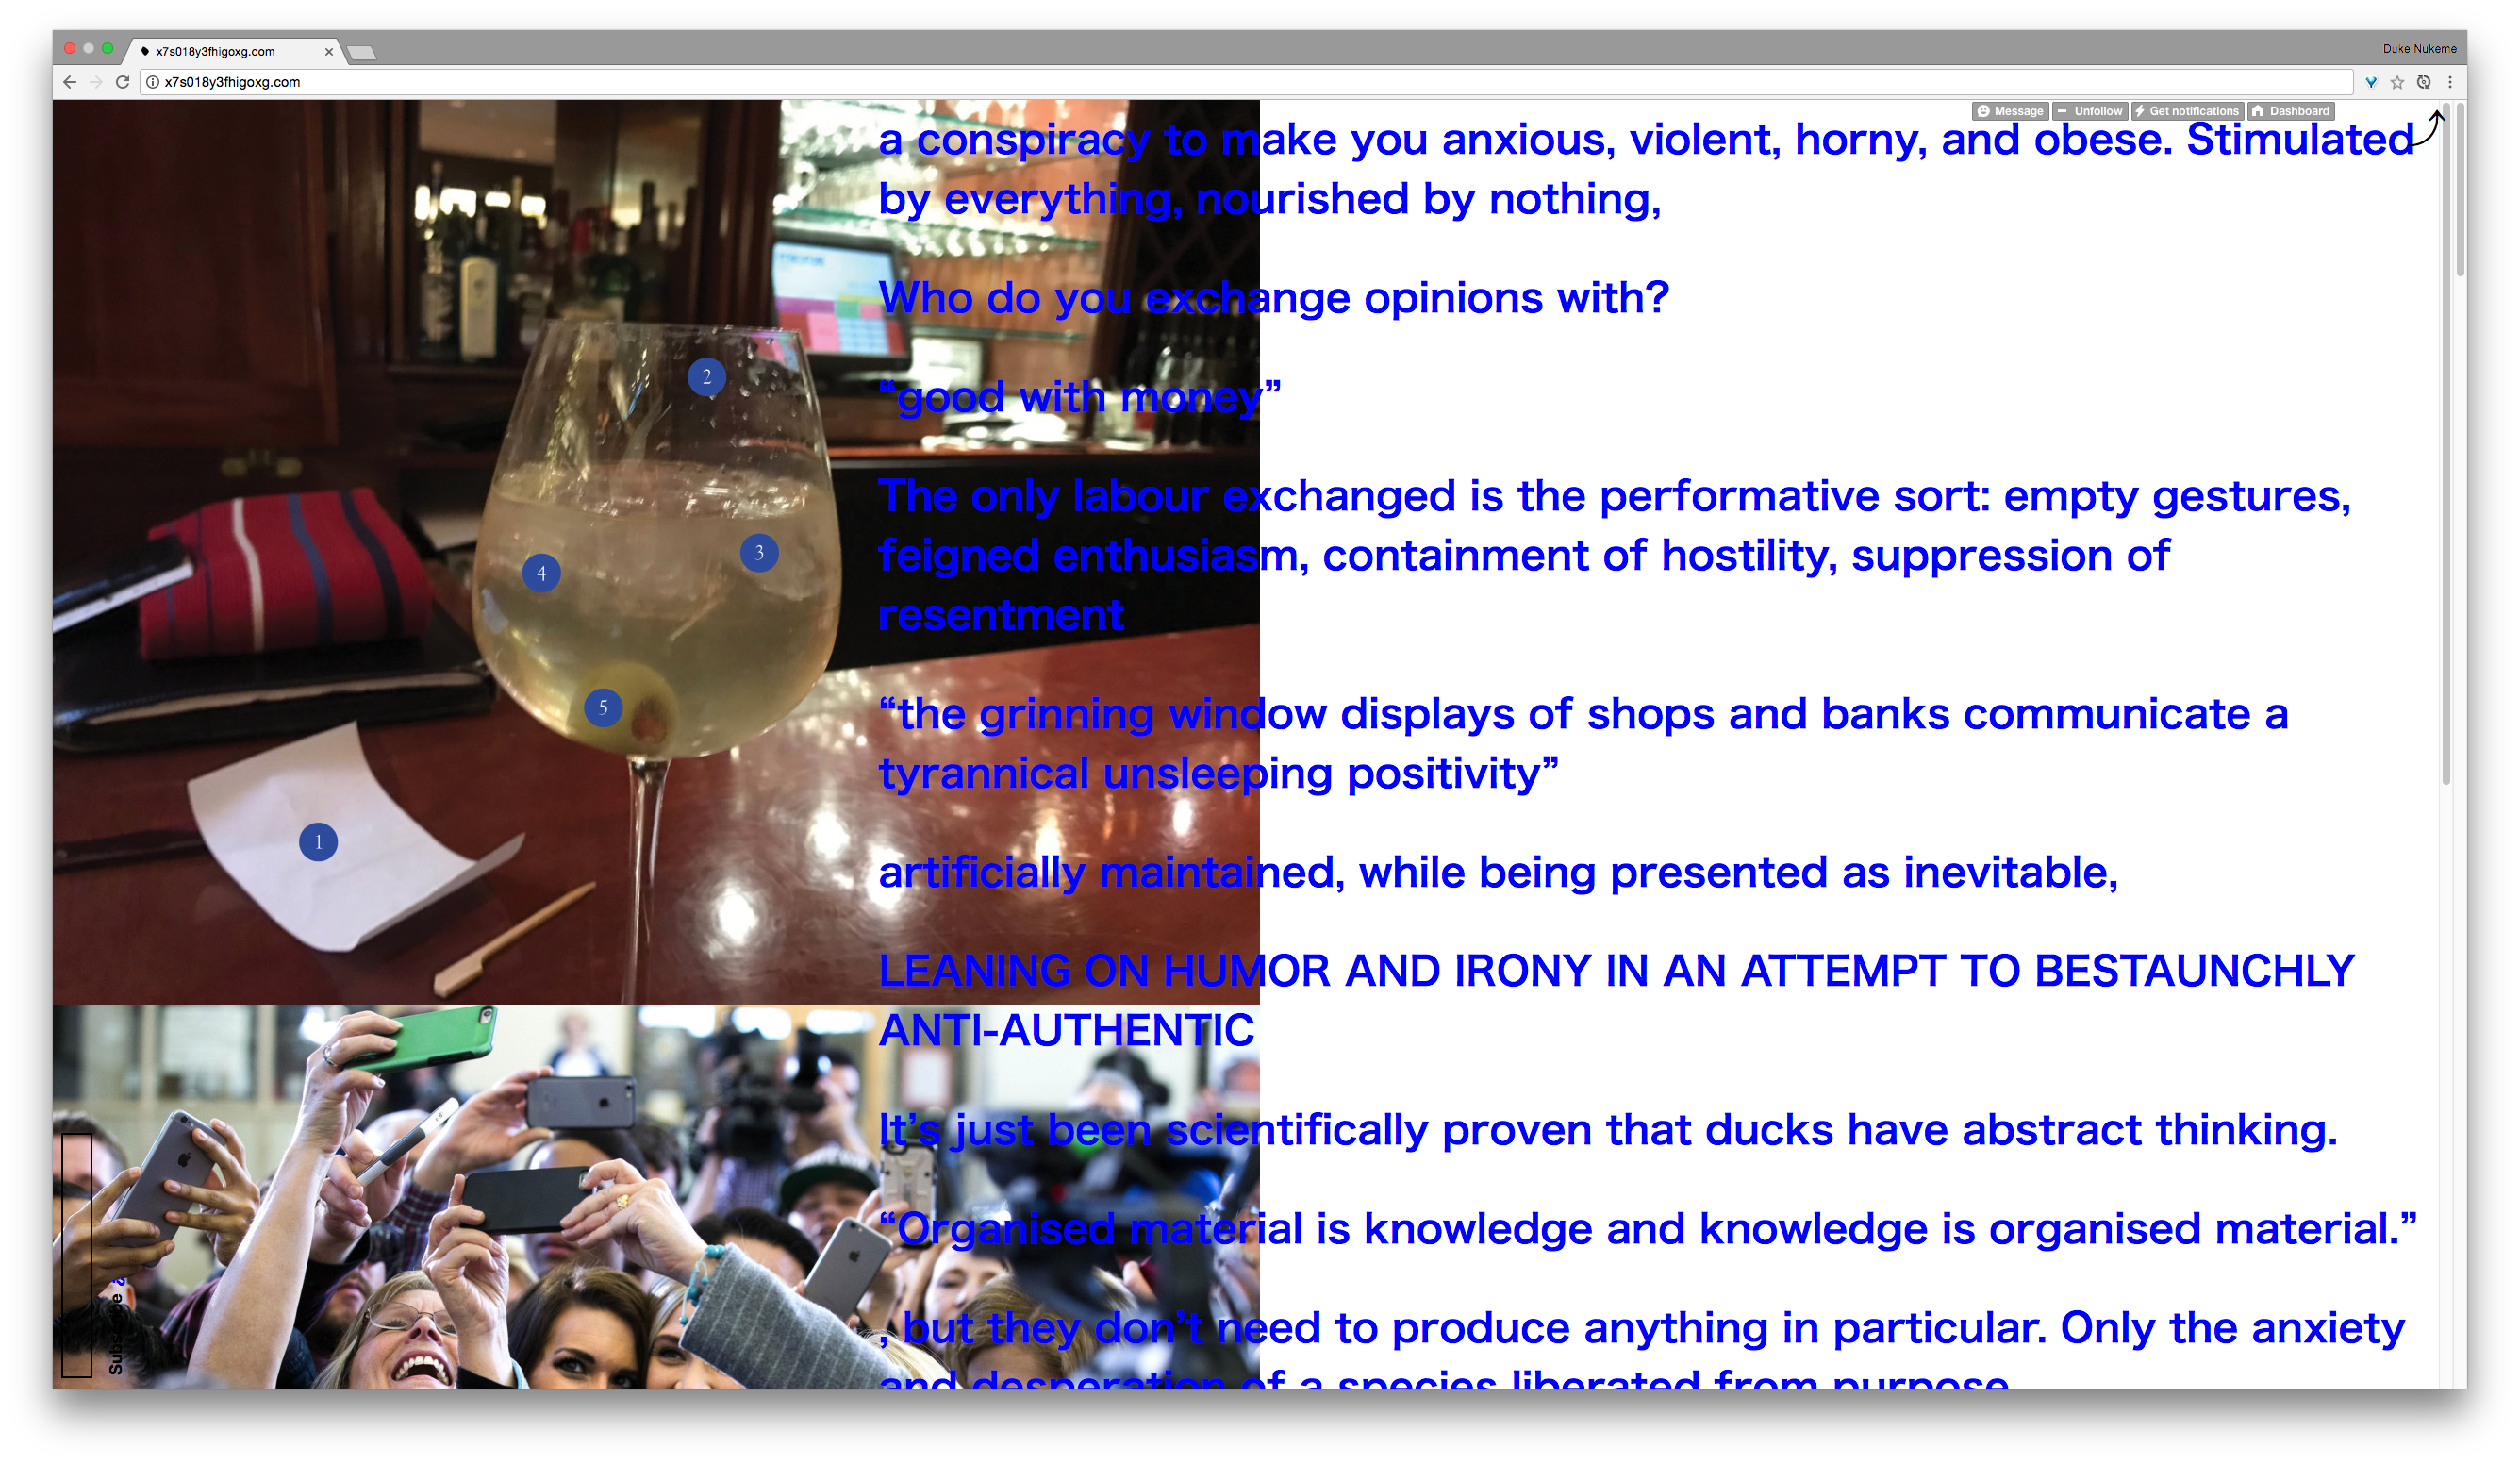 x7s018y3fhigoxg.com
Duke Nukeme
x7s018y3fhigoxg.com
Message
Unfollow
Get notifications
Dashboard
a conspiracy to make you anxious, violent, horny, and obese. Stimulated
by everything, nourished by nothing,
Who do you exchange opinions with?
“good with money”
The only labour exchanged is the performative sort: empty gestures,
feigned enthusiasm, containment of hostility, suppression of
resentment
“the grinning window displays of shops and banks communicate a
tyrannical unsleeping positivity”
artificially maintained, while being presented as inevitable,
LEANING ON HUMOR AND IRONY IN AN ATTEMPT TO BESTAUNCHLY
ANTI-AUTHENTIC
It’s just been scientifically proven that ducks have abstract thinking.
“Organised material is knowledge and knowledge is organised material.”
, but they don’t need to produce anything in particular. Only the anxiety
and desperation of a species liberated from purpose
2
3
4
5
1